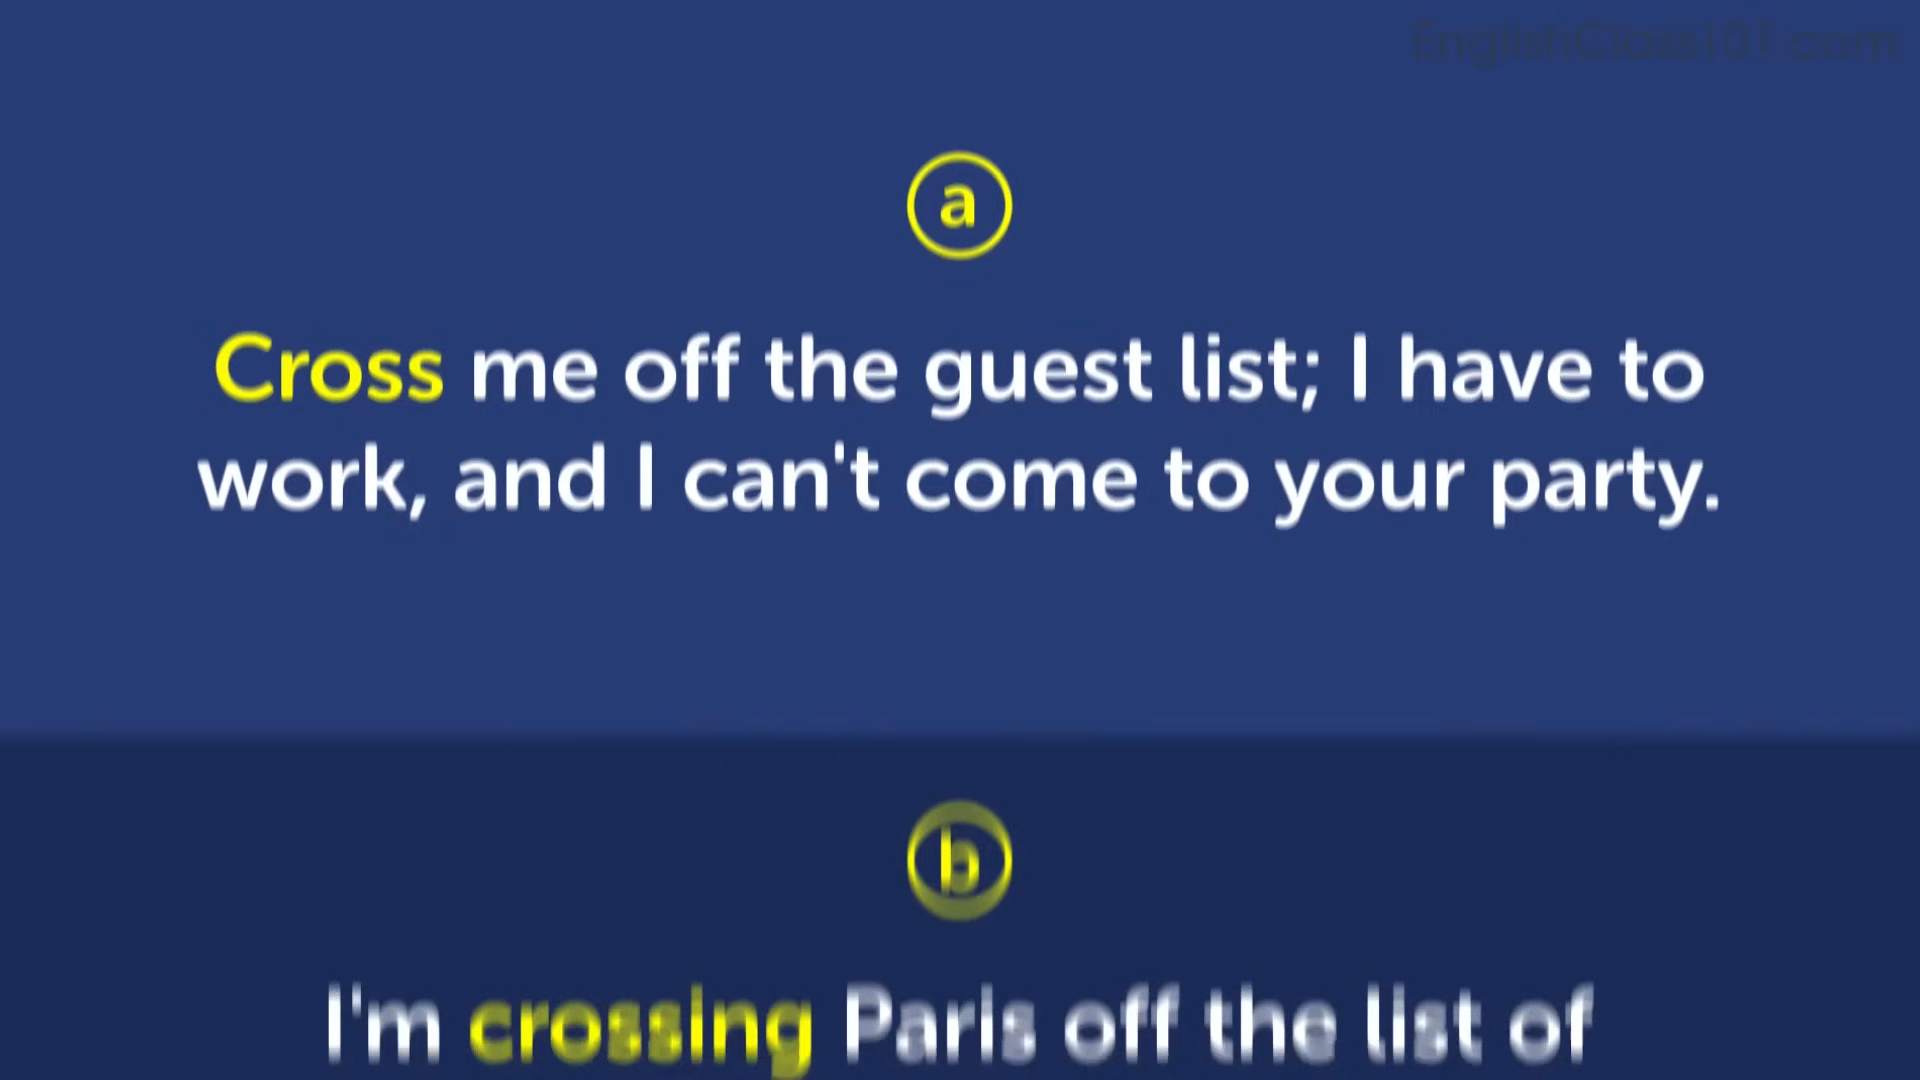 EnglishClass101.com
a
Cross me off the guest list; I have to
work, and I can't come to your party.
b
I'm crossing Paris off the list of